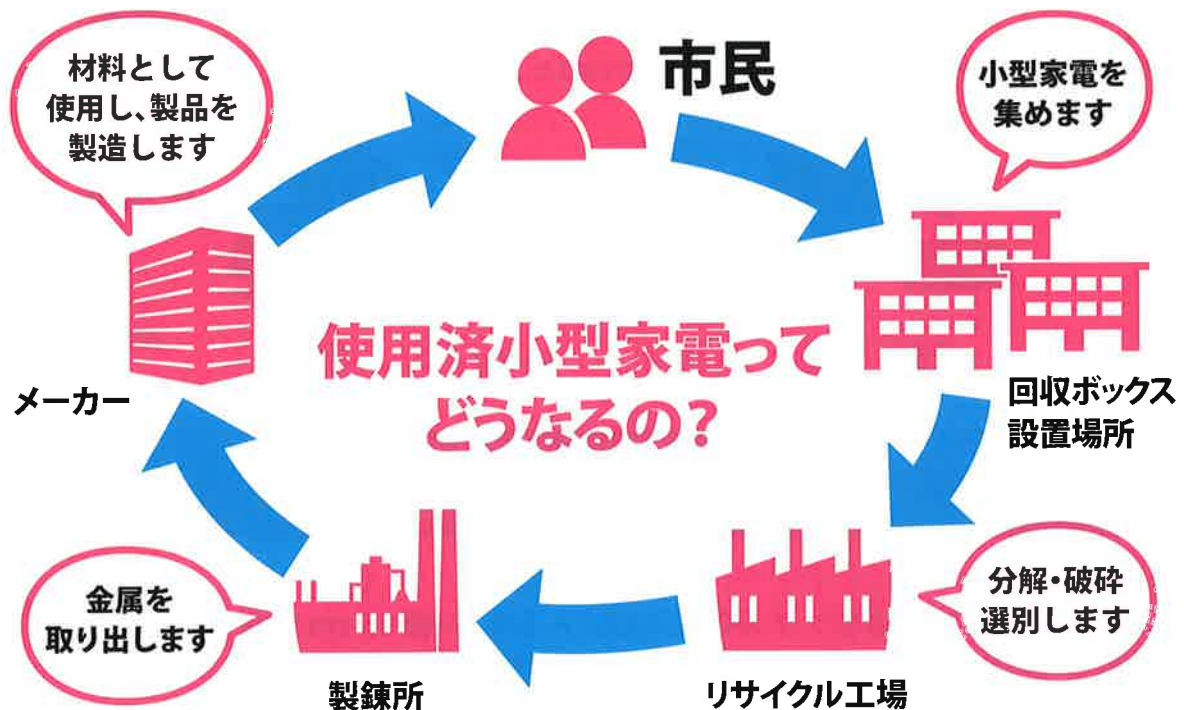 材料として
使用し、製品を
製造します
市民
小型家電を
集めます
使用済小型家電って
どうなるの?
メーカー
回収ボックス
設置場所
金属を
取り出します
分解・破砕
選別します
製錬所
リサイクル工場